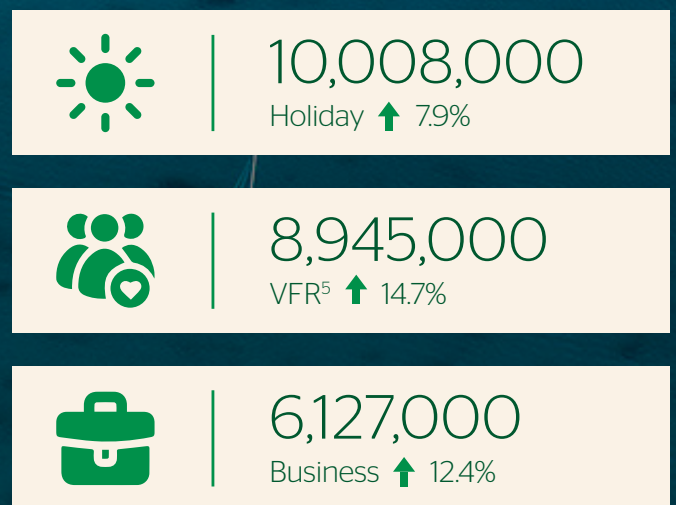 10,008,000
Holiday 7.9%
8,945,000
VFR⁵ 14.7%
6,127,000
Business 12.4%